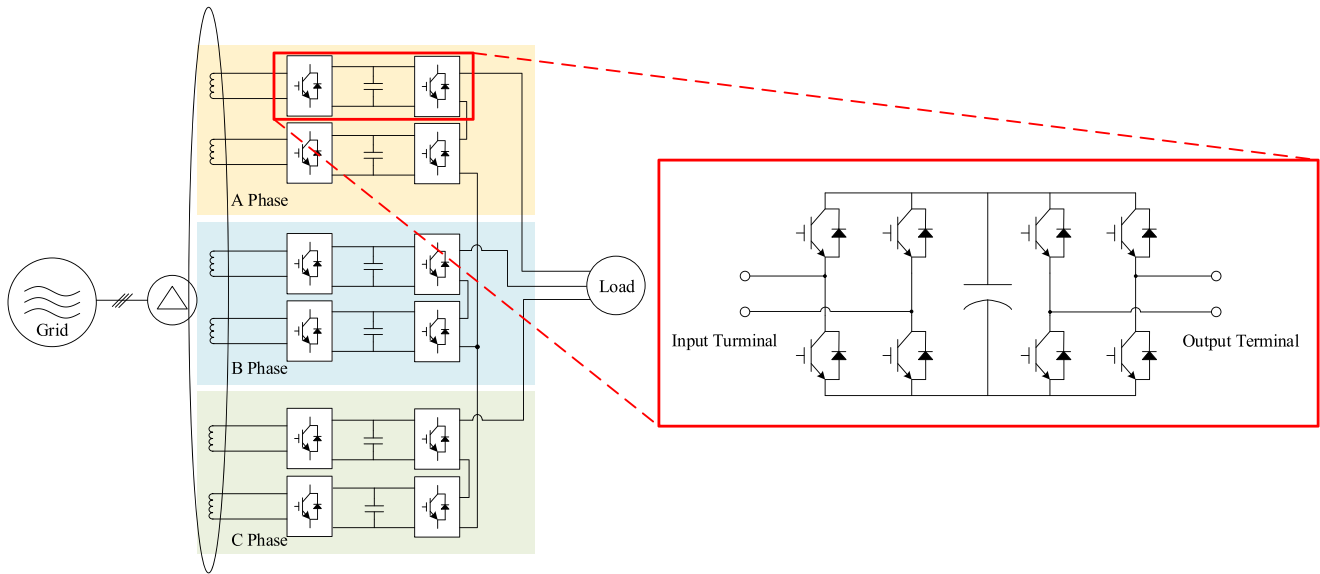 A Phase
B Phase
C Phase
Grid
Load
Input Turminal
Output Terminal